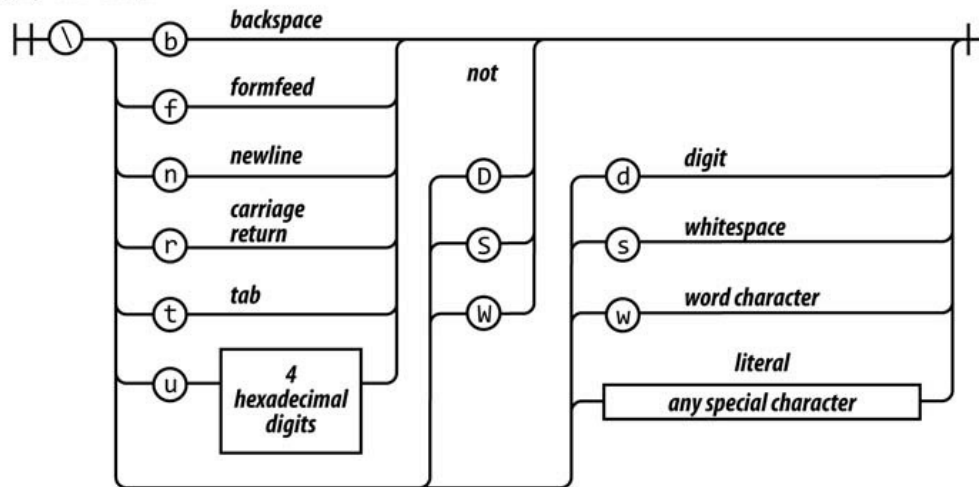 \
b backspace
not
f formfeed
n newline
D
d digit
r carriage
return
S
s whitespace
t tab
W
w word character
u 4
hexadecimal
digits
literal
any special character